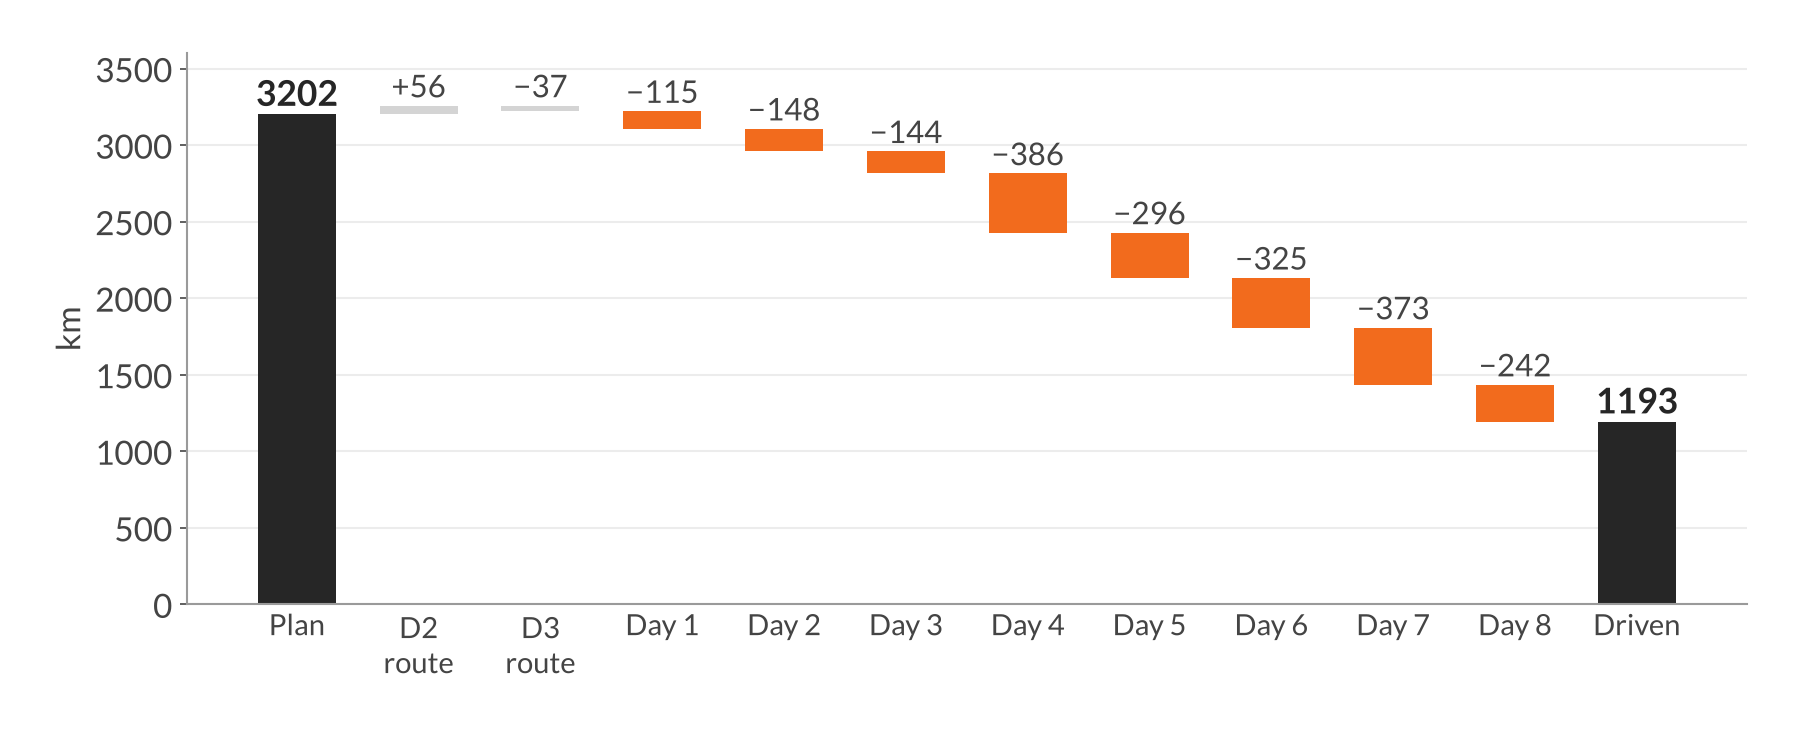 km
3500
3000
2500
2000
1500
1000
500
0
3202
+56
−37
−115
−148
−144
−386
−296
−325
−373
−242
1193
Plan
D2
route
D3
route
Day 1
Day 2
Day 3
Day 4
Day 5
Day 6
Day 7
Day 8
Driven